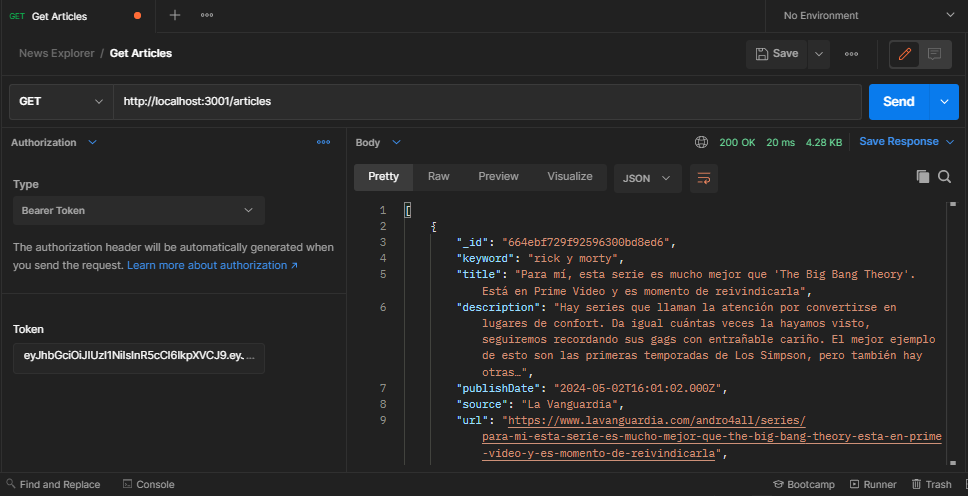 GET Get Articles
No Environment
News Explorer / Get Articles
Save
GET http://localhost:3001/articles Send
Authorization
Body 200 OK 20 ms 4.28 KB Save Response
Pretty Raw Preview Visualize JSON
Type
Bearer Token
The authorization header will be automatically generated when
you send the request. Learn more about authorization ↗
Token
eyJhbGciOiJIUzI1NiIsInR5cCI6IkpXVCJ9.ey...
1 [
2 {
3 "_id": "664ebf729f92596300bd8ed6",
4 "keyword": "rick y morty",
5 "title": "Para mí, esta serie es mucho mejor que 'The Big Bang Theory'.
Está en Prime Video y es momento de reivindicarla",
6 "description": "Hay series que llaman la atención por convertirse en
lugares de confort. Da igual cuántas veces la hayamos visto,
seguiremos recordando sus gags con entrañable cariño. El mejor ejemplo
de esto son las primeras temporadas de Los Simpson, pero también hay
otras…",
7 "publishDate": "2024-05-02T16:01:02.000Z",
8 "source": "La Vanguardia",
9 "url": "https://www.lavanguardia.com/andro4all/series/
para-mi-esta-serie-es-mucho-mejor-que-the-big-bang-theory-esta-en-prime
-video-y-es-momento-de-reivindicarla",
Find and Replace Console Bootcamp Runner Trash